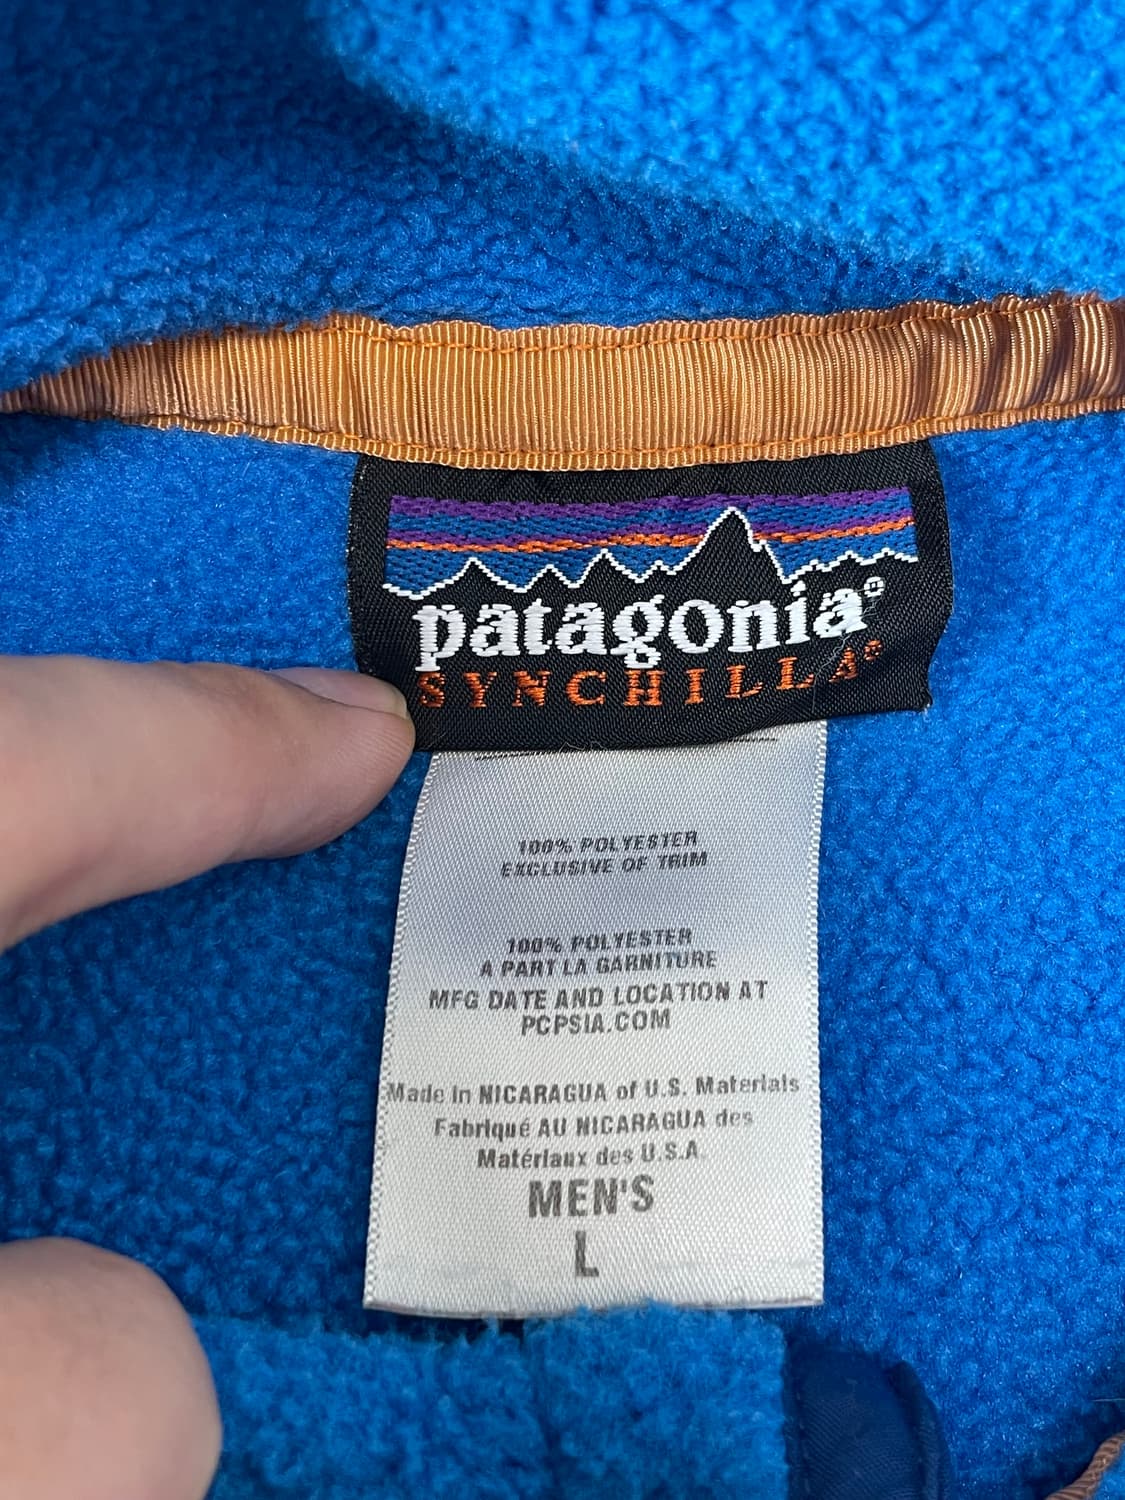 patagonia®
SYNCHILLA®
100% POLYESTER
EXCLUSIVE OF TRIM
100% POLYESTER
A PART LA GARNITURE
MFG DATE AND LOCATION AT
PCPSIA.COM
Made in NICARAGUA of U.S. Materials
Fabriqué AU NICARAGUA des
Matériaux des U.S.A.
MEN'S
L